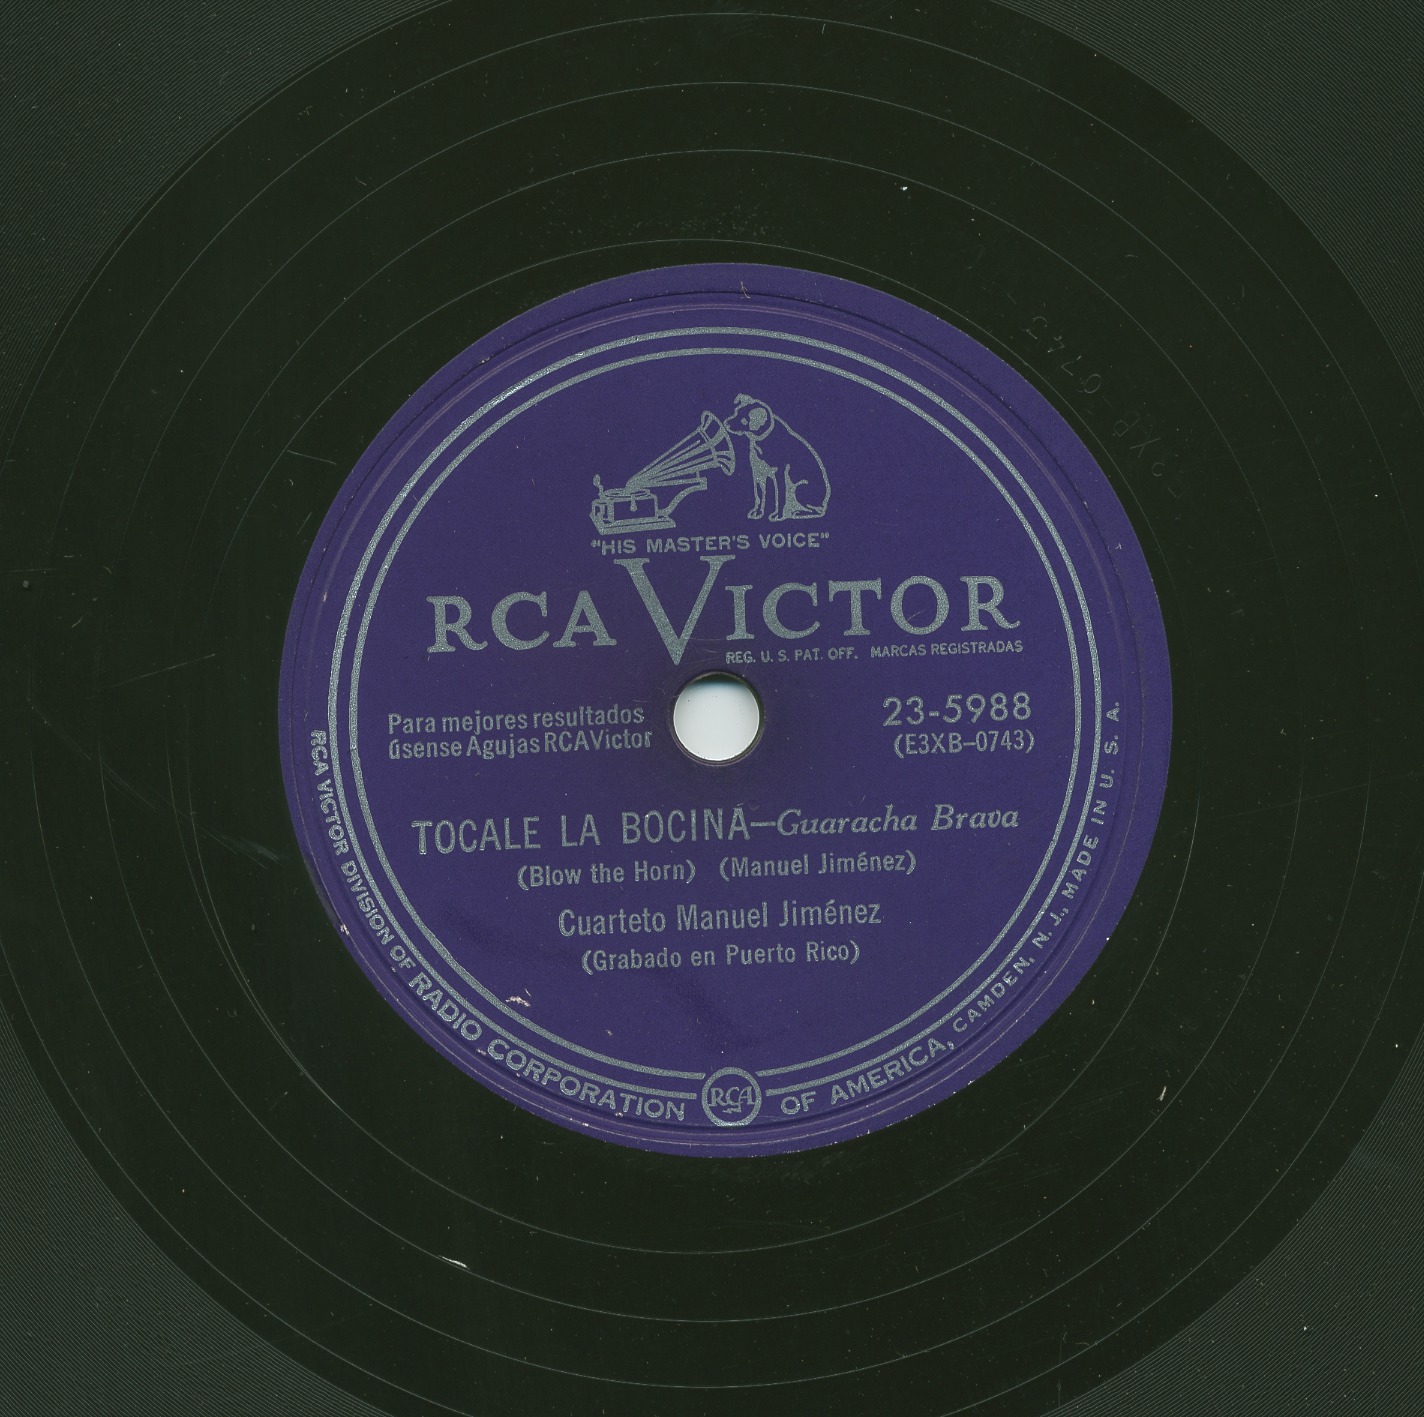 "HIS MASTER'S VOICE"
RCA VICTOR
REG. U. S. PAT. OFF. MARCAS REGISTRADAS
Para mejores resultados
úsense Agujas RCA Victor
23-5988
(E3XB-0743)
TOCALE LA BOCINA—Guaracha Brava
(Blow the Horn) (Manuel Jiménez)
Cuarteto Manuel Jiménez
(Grabado en Puerto Rico)
RCA VICTOR DIVISION OF RADIO CORPORATION RCA OF AMERICA, CAMDEN, N. J., MADE IN U. S. A.